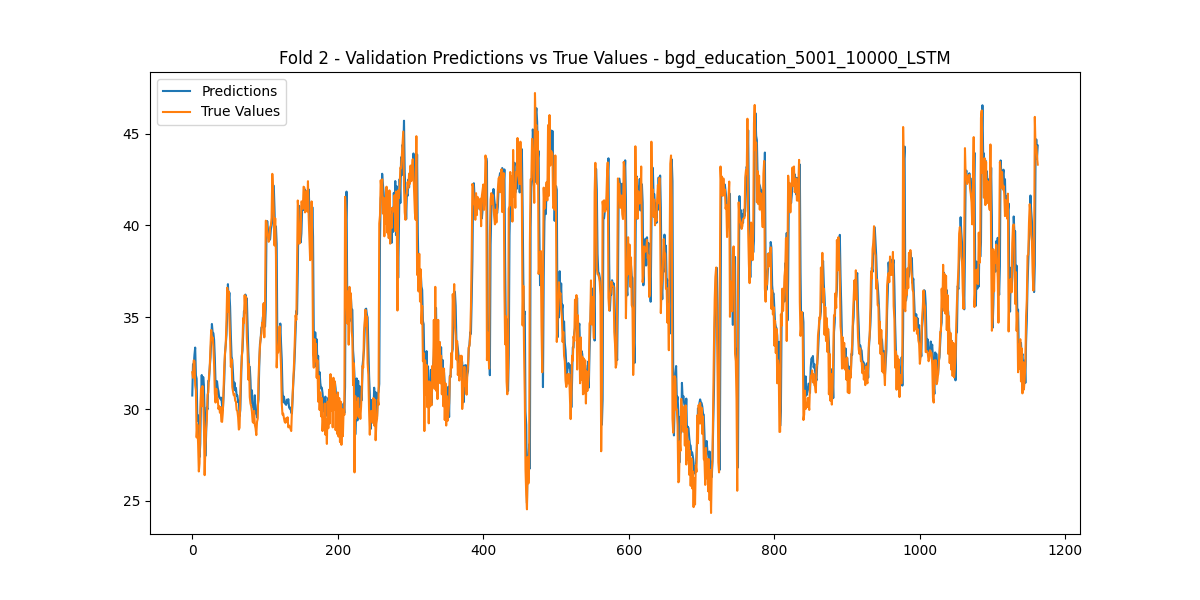 Fold 2 - Validation Predictions vs True Values - bgd_education_5001_10000_LSTM
Predictions
True Values
45
40
35
30
25
0 200 400 600 800 1000 1200